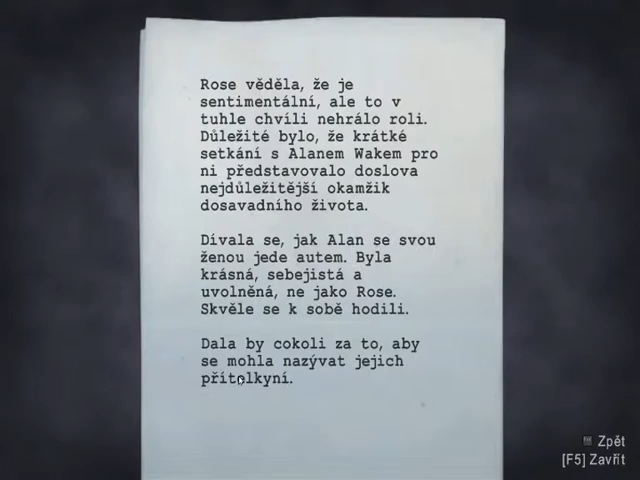 Rose věděla, že je
sentimentální, ale to v
tuhle chvíli nehrálo roli.
Důležité bylo, že krátké
setkání s Alanem Wakem pro
ni představovalo doslova
nejdůležitější okamžik
dosavadního života.
Dívala se, jak Alan se svou
ženou jede autem. Byla
krásná, sebejistá a
uvolněná, ne jako Rose.
Skvěle se k sobě hodili.
Dala by cokoli za to, aby
se mohla nazývat jejich
přítelkyní.
Zpět
[F5] Zavřít